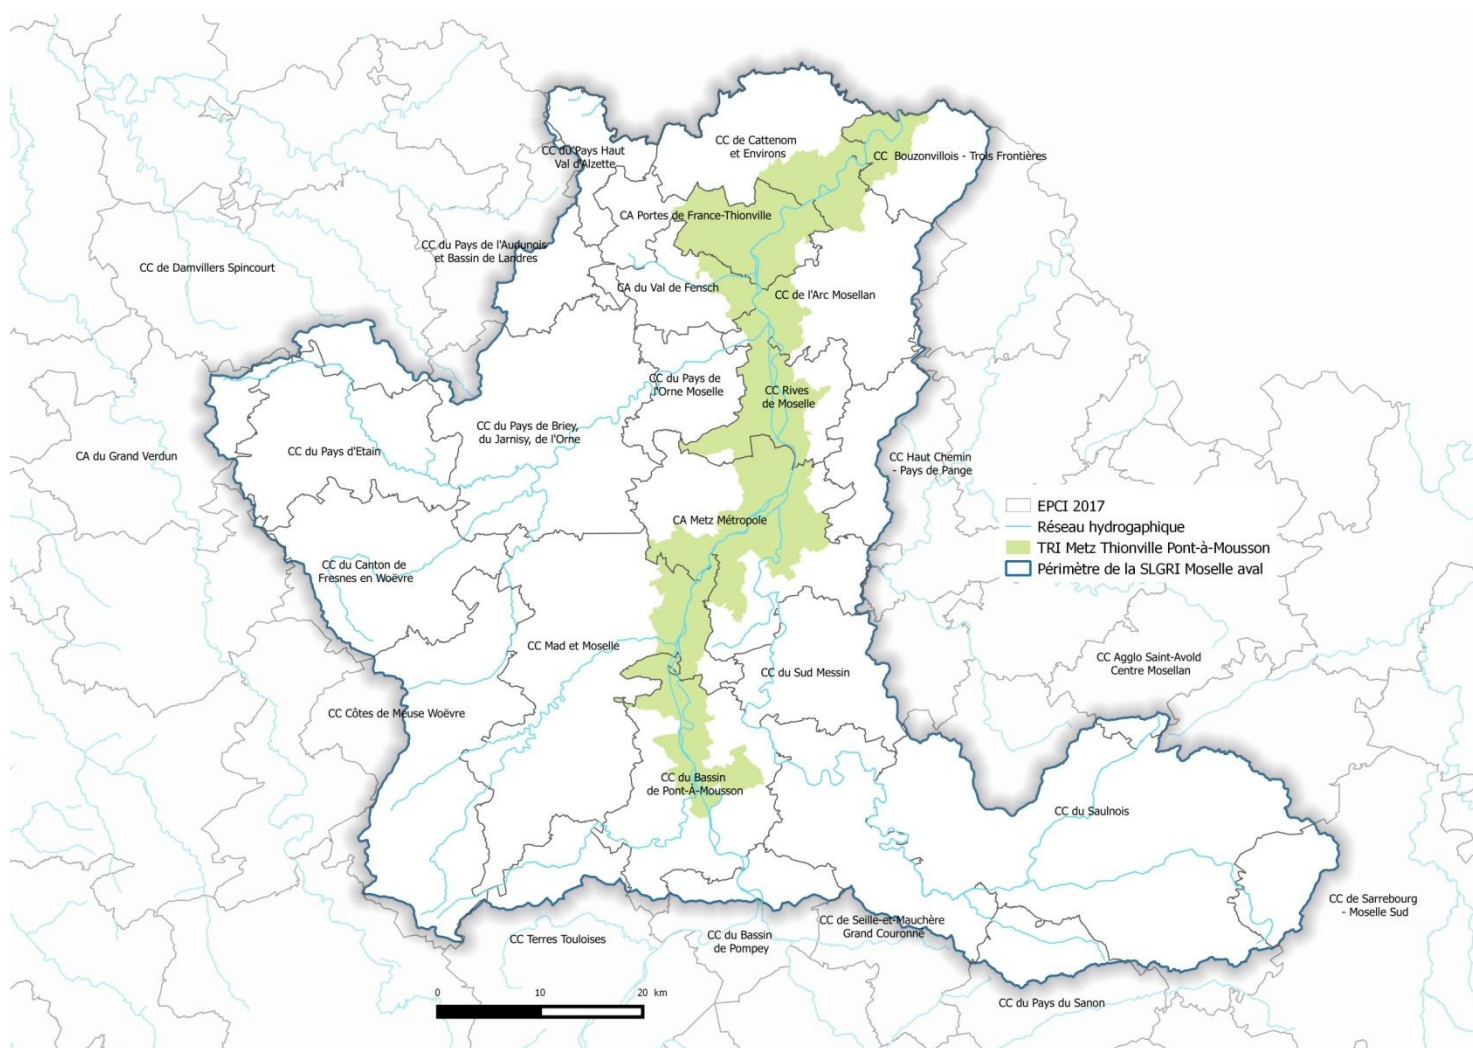 CC de Cattenom
et Environs
CC du Pays Haut
Val d'Alzette
CC Bouzonvillois - Trois Frontières
CA Portes de France-Thionville
CC du Pays de l'Audunois
et Bassin de Landres
CC de Damvillers Spincourt
CA du Val de Fensch
CC de l'Arc Mosellan
CC du Pays de
l'Orne Moselle
CC Rives
de Moselle
CC du Pays de Briey,
du Jarnisy, de l'Orne
CC du Pays d'Etain
CA du Grand Verdun
CC Haut Chemin
- Pays de Pange
EPCI 2017
Réseau hydrogaphique
TRI Metz Thionville Pont-à-Mousson
Périmètre de la SLGRI Moselle aval
CA Metz Métropole
CC du Canton de
Fresnes en Woëvre
CC Mad et Moselle
CC du Sud Messin
CC Agglo Saint-Avold
Centre Mosellan
CC Côtes de Meuse Woëvre
CC du Bassin
de Pont-À-Mousson
CC du Saulnois
CC de Sarrebourg
- Moselle Sud
CC Terres Touloises
CC du Bassin
de Pompey
CC de Seille-et-Mauchère
Grand Couronné
CC du Pays du Sanon
0 10 20 km